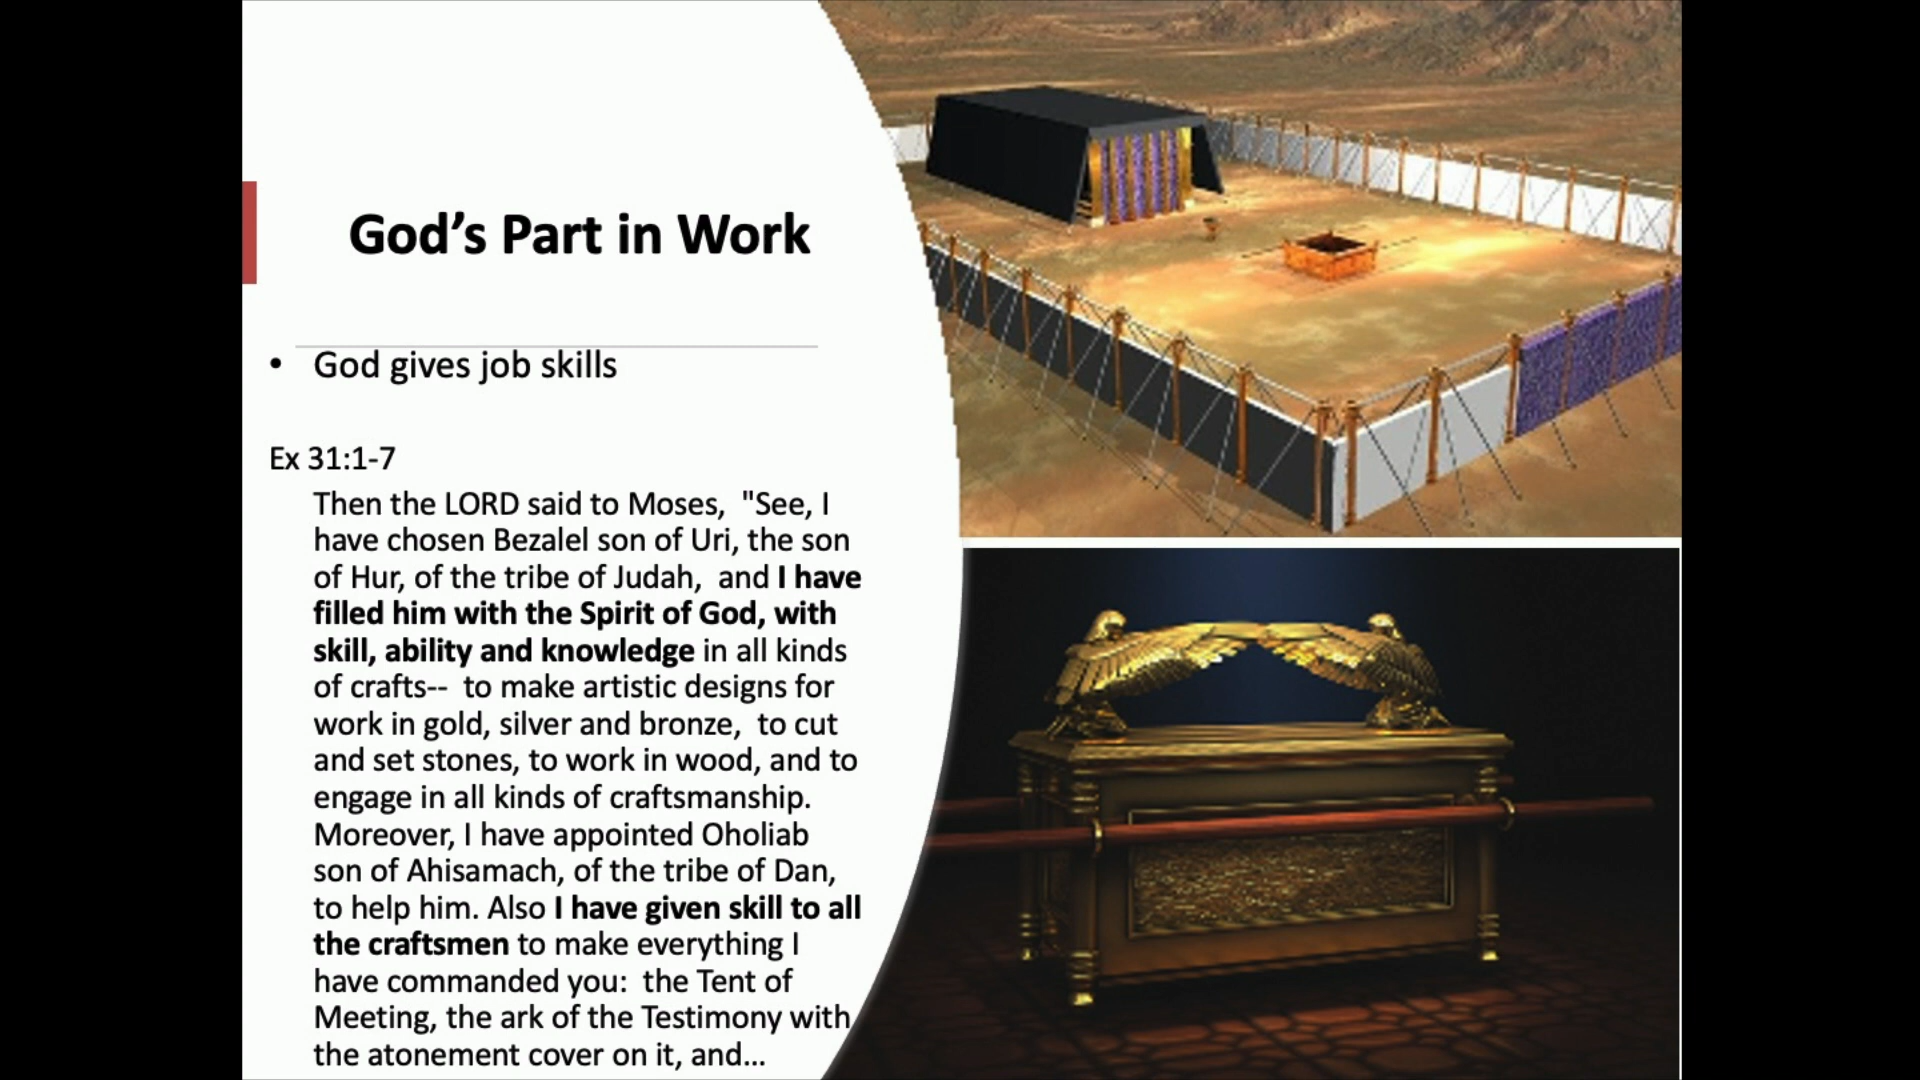 God’s Part in Work
• God gives job skills
Ex 31:1-7
Then the LORD said to Moses,  "See, I
have chosen Bezalel son of Uri, the son
of Hur, of the tribe of Judah,  and I have
filled him with the Spirit of God, with
skill, ability and knowledge in all kinds
of crafts--  to make artistic designs for
work in gold, silver and bronze,  to cut
and set stones, to work in wood, and to
engage in all kinds of craftsmanship.
Moreover, I have appointed Oholiab
son of Ahisamach, of the tribe of Dan,
to help him. Also I have given skill to all
the craftsmen to make everything I
have commanded you:  the Tent of
Meeting, the ark of the Testimony with
the atonement cover on it, and...